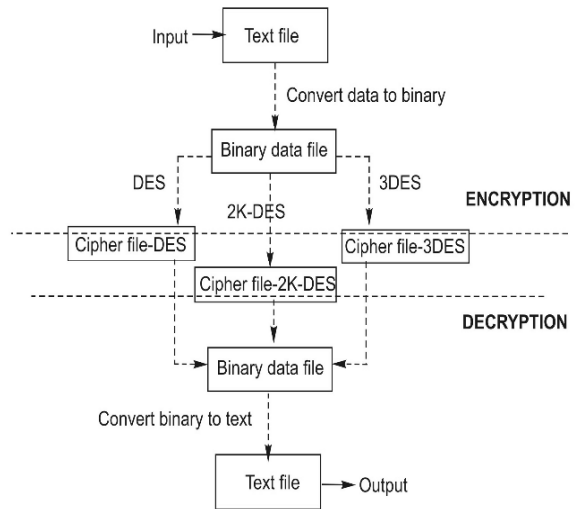 Input
Text file
Convert data to binary
Binary data file
DES
3DES
2K-DES
ENCRYPTION
Cipher file-DES
Cipher file-3DES
Cipher file-2K-DES
DECRYPTION
Binary data file
Convert binary to text
Text file
Output